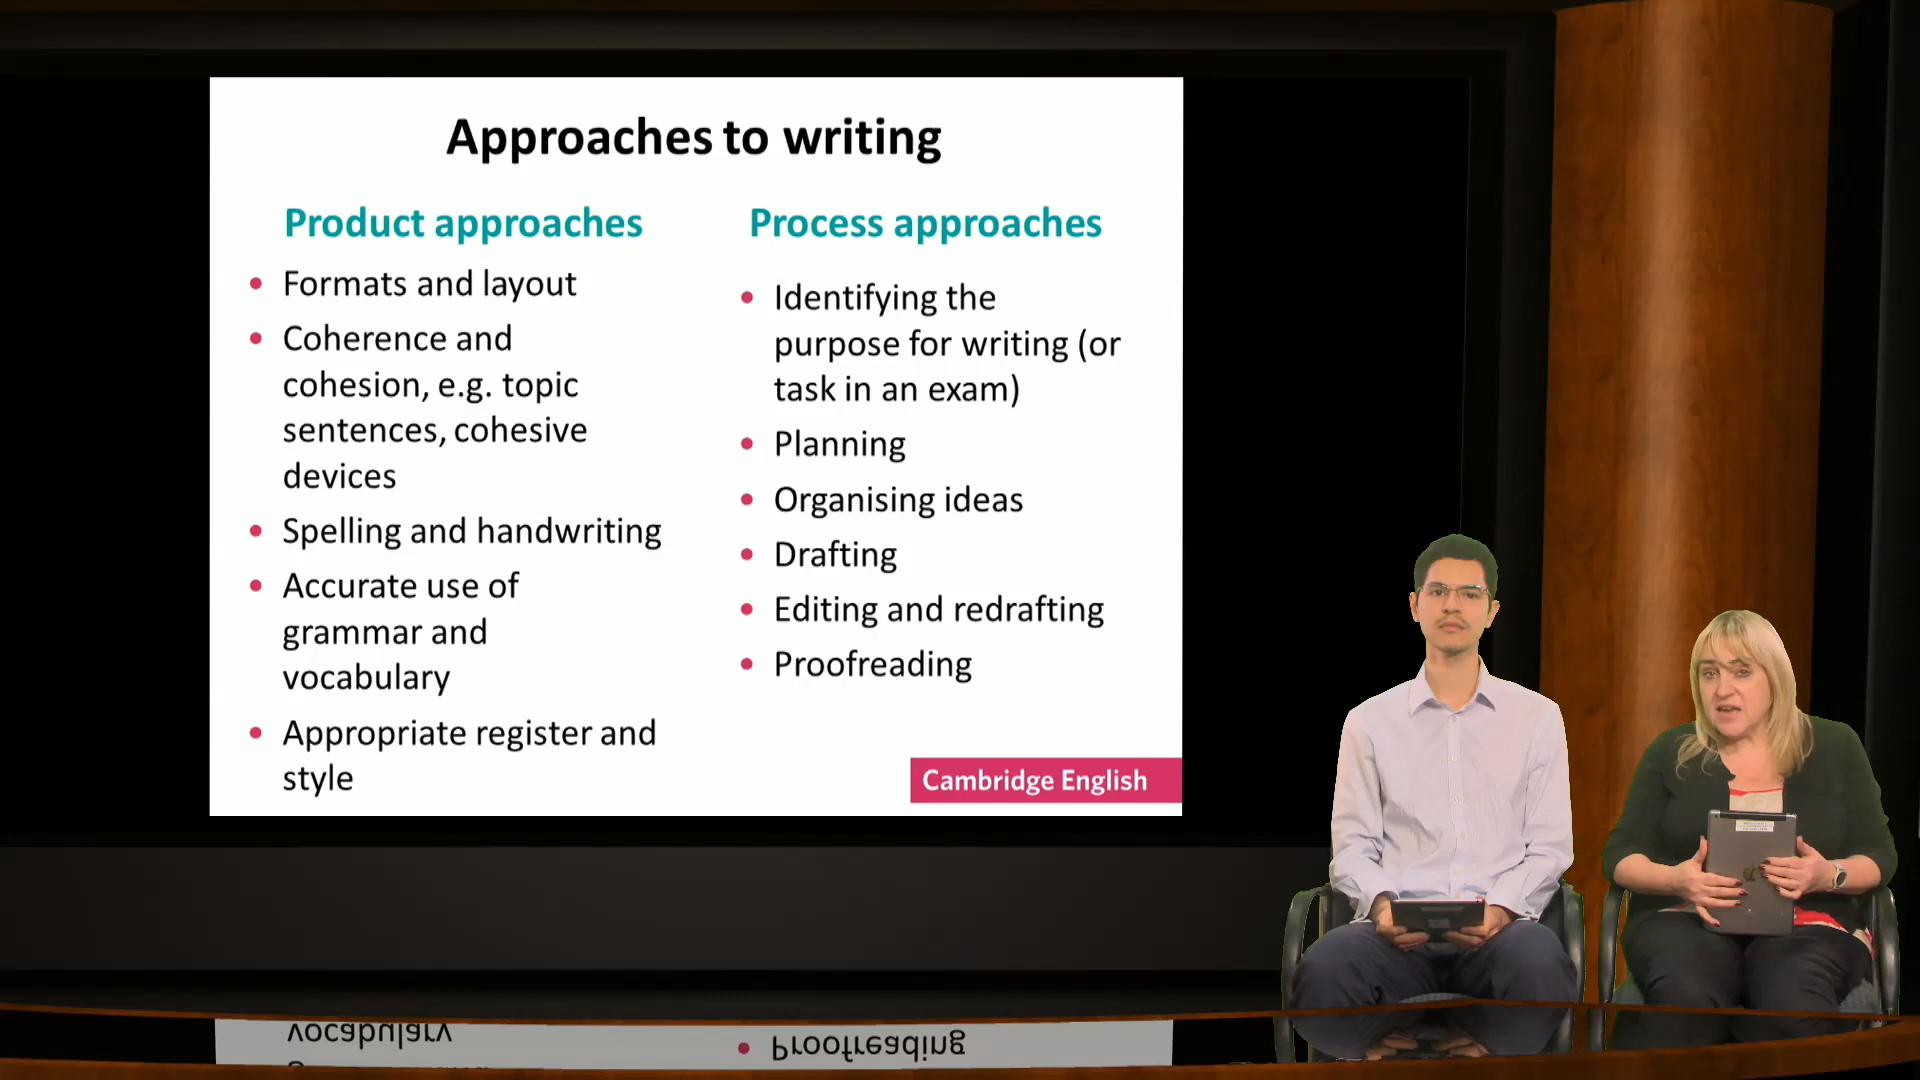 Approaches to writing
Product approaches
• Formats and layout
• Coherence and
cohesion, e.g. topic
sentences, cohesive
devices
• Spelling and handwriting
• Accurate use of
grammar and
vocabulary
• Appropriate register and
style
Process approaches
• Identifying the
purpose for writing (or
task in an exam)
• Planning
• Organising ideas
• Drafting
• Editing and redrafting
• Proofreading
Cambridge English
vocabulary
• Proofreading